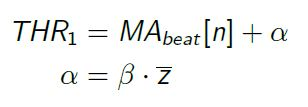 THR₁ = MA_beat[n] + α
α = β · z̅